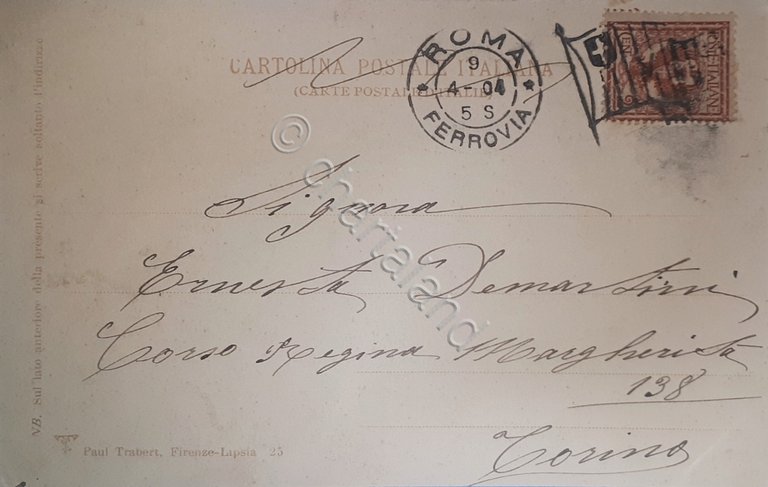 CARTOLINA POSTALE ITALIANA
(CARTE POSTALE D'ITALIE)
ROMA
9
4-04
5 S
FERROVIA
Signora
Ernesta Demartini
Corso Regina Margherita
138
Torino
Paul Trabert, Firenze-Lipsia 25
NB. Sul lato anteriore della presente si scrive soltanto l'indirizzo
© cherialand